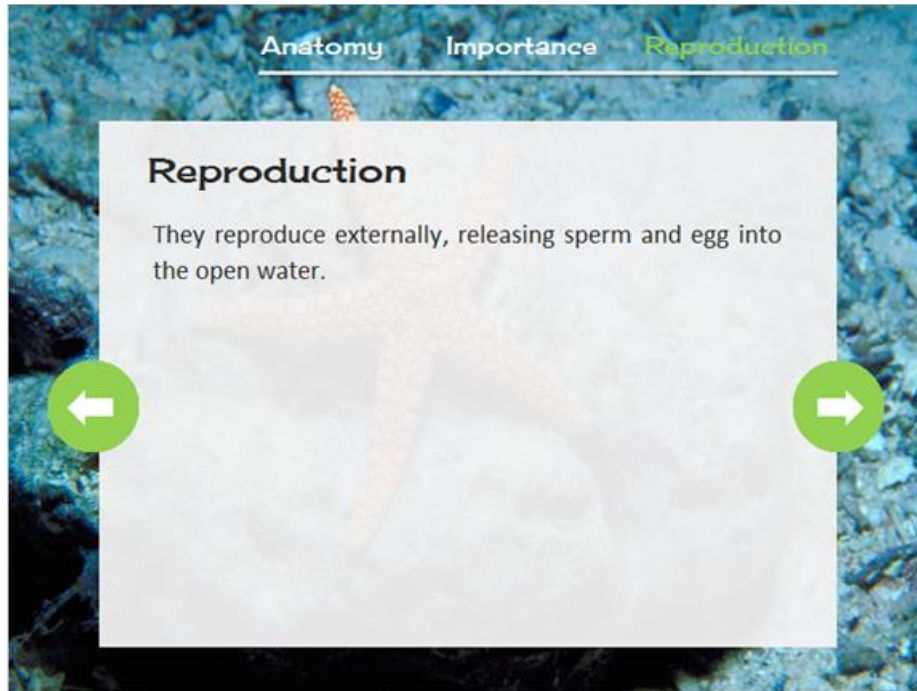 Anatomy Importance Reproduction
Reproduction
They reproduce externally, releasing sperm and egg into
the open water.